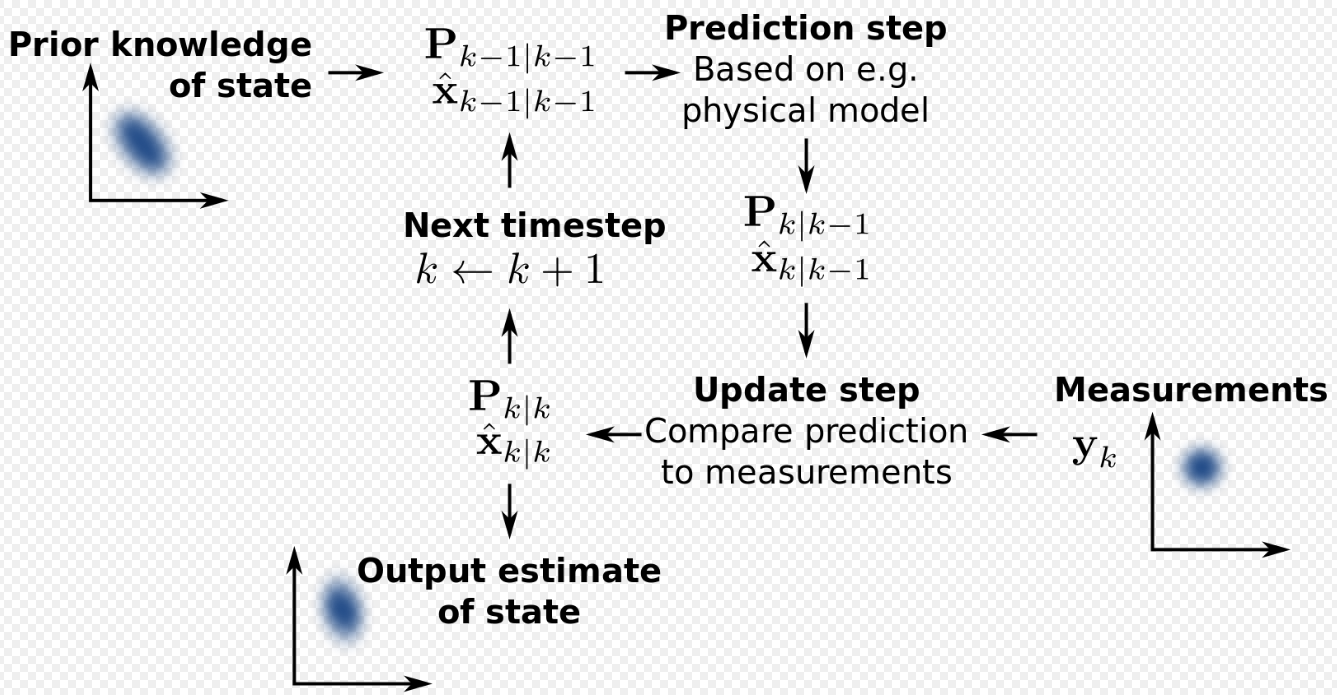 Prior knowledge
of state
P_{k−1|k−1}
x̂_{k−1|k−1}
Prediction step
Based on e.g.
physical model
P_{k|k−1}
x̂_{k|k−1}
Next timestep
k ← k + 1
P_{k|k}
x̂_{k|k}
Update step
Compare prediction
to measurements
Measurements
y_k
Output estimate
of state